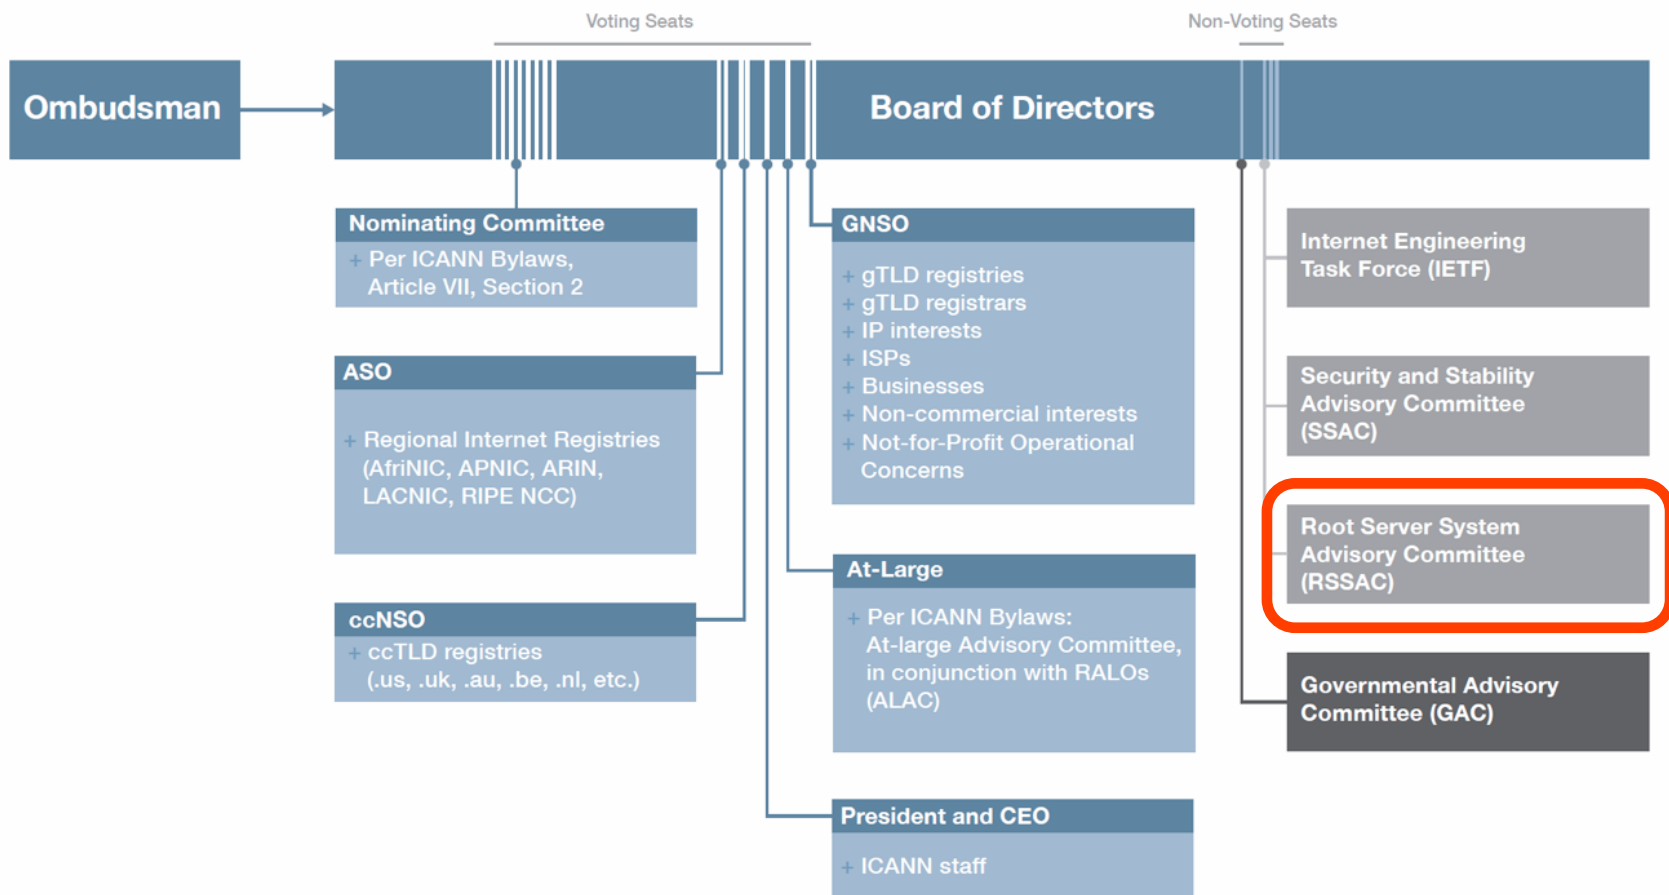 Voting Seats
Non-Voting Seats
Ombudsman
Board of Directors
Nominating Committee
+ Per ICANN Bylaws,
Article VII, Section 2
ASO
+ Regional Internet Registries
(AfriNIC, APNIC, ARIN,
LACNIC, RIPE NCC)
ccNSO
+ ccTLD registries
(.us, .uk, .au, .be, .nl, etc.)
GNSO
+ gTLD registries
+ gTLD registrars
+ IP interests
+ ISPs
+ Businesses
+ Non-commercial interests
+ Not-for-Profit Operational
Concerns
At-Large
+ Per ICANN Bylaws:
At-large Advisory Committee,
in conjunction with RALOs
(ALAC)
President and CEO
+ ICANN staff
Internet Engineering
Task Force (IETF)
Security and Stability
Advisory Committee
(SSAC)
Root Server System
Advisory Committee
(RSSAC)
Governmental Advisory
Committee (GAC)